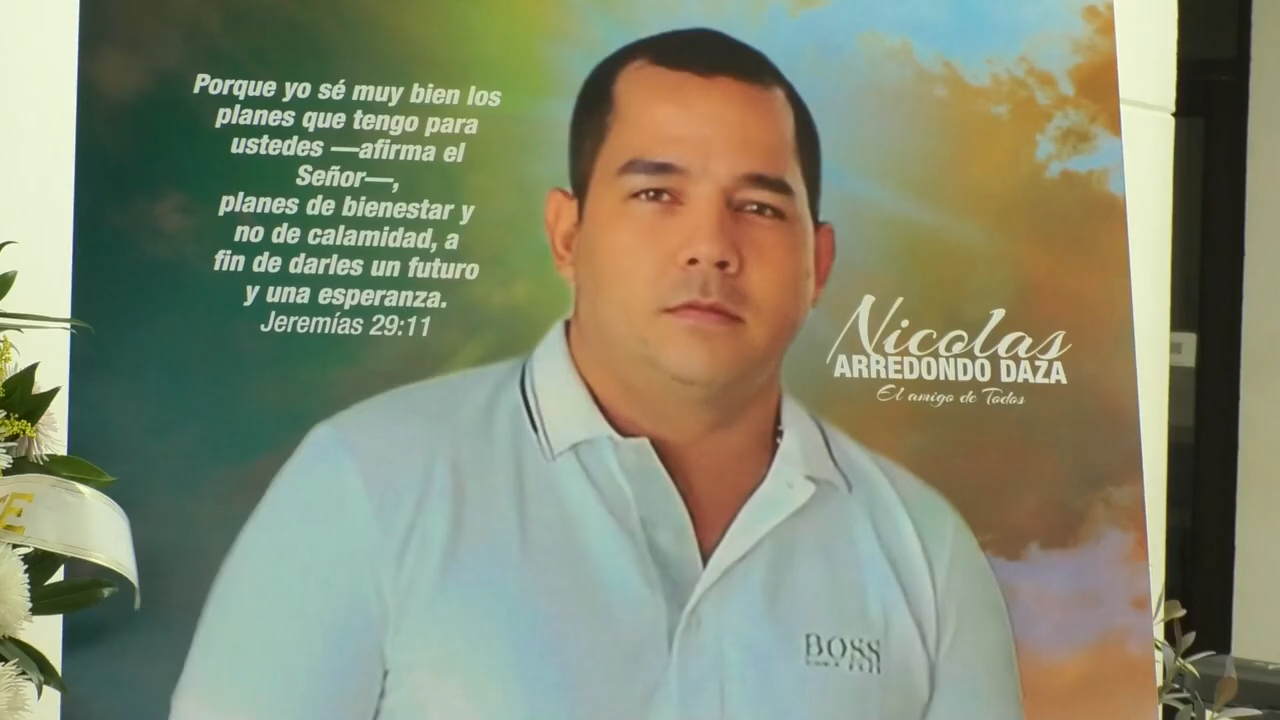 Porque yo sé muy bien los
planes que tengo para
ustedes —afirma el
Señor—,
planes de bienestar y
no de calamidad, a
fin de darles un futuro
y una esperanza.
Jeremías 29:11
Nicolas
ARREDONDO DAZA
El amigo de Todos
E
BOSS